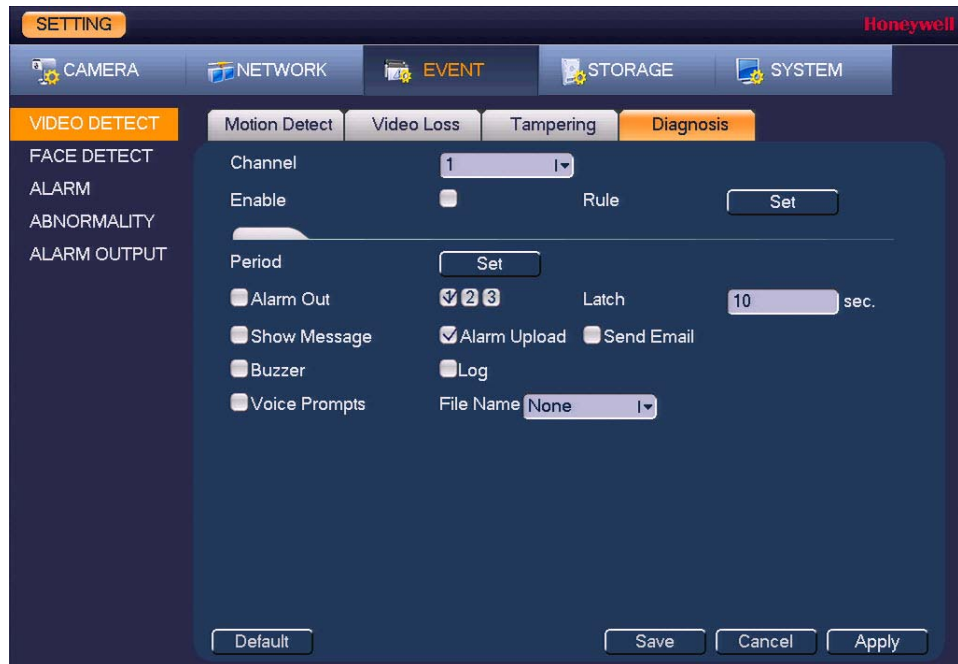 SETTING Honeywell
CAMERA NETWORK EVENT STORAGE SYSTEM
VIDEO DETECT
FACE DETECT
ALARM
ABNORMALITY
ALARM OUTPUT
Motion Detect Video Loss Tampering Diagnosis
Channel 1
Enable Rule Set
Period Set
Alarm Out 1 2 3 Latch 10 sec.
Show Message Alarm Upload Send Email
Buzzer Log
Voice Prompts File Name None
Default Save Cancel Apply